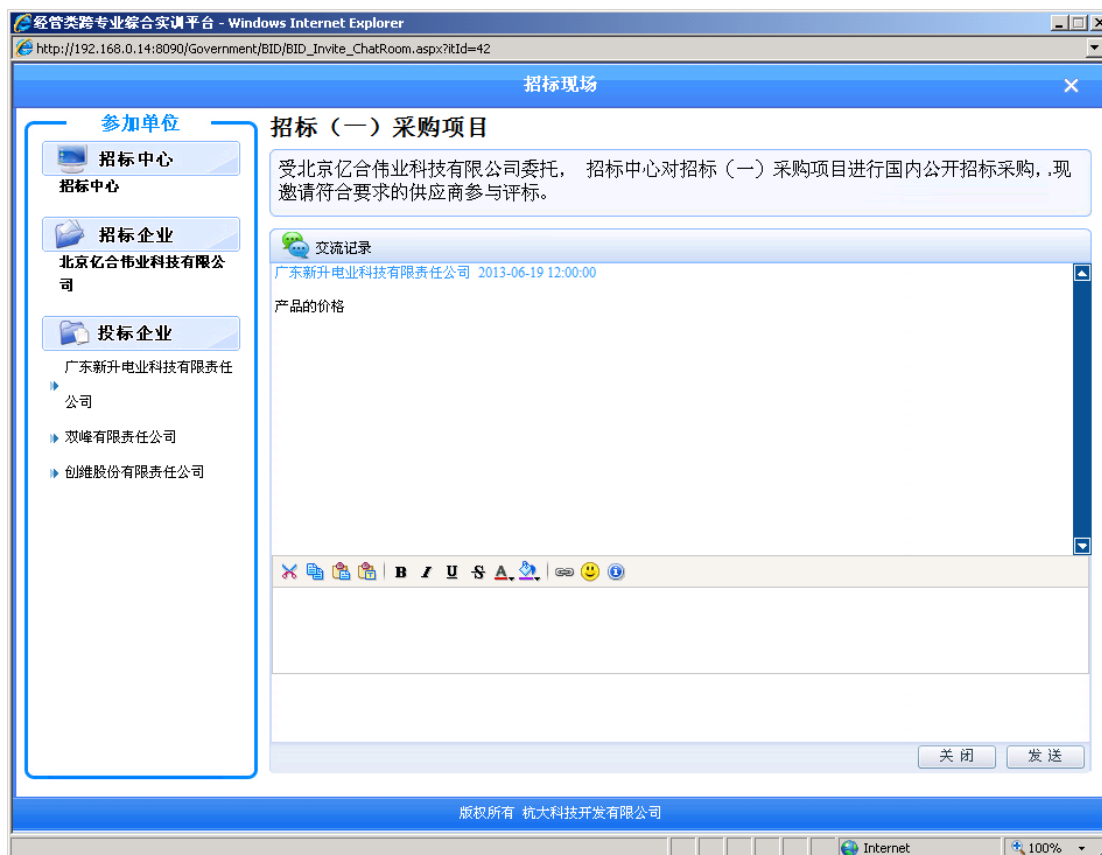 经管类跨专业综合实训平台 - Windows Internet Explorer
http://192.168.0.14:8090/Government/BID/BID_Invite_ChatRoom.aspx?itId=42
招标现场
参加单位
招标中心
招标中心
招标企业
北京亿合伟业科技有限公
司
投标企业
广东新升电业科技有限责任
公司
双峰有限责任公司
创维股份有限责任公司
招标（一）采购项目
受北京亿合伟业科技有限公司委托， 招标中心对招标（一）采购项目进行国内公开招标采购，.现
邀请符合要求的供应商参与评标。
交流记录
广东新升电业科技有限责任公司 2013-06-19 12:00:00
产品的价格
B I U S A
关 闭 发 送
版权所有 杭大科技开发有限公司
Internet 100%